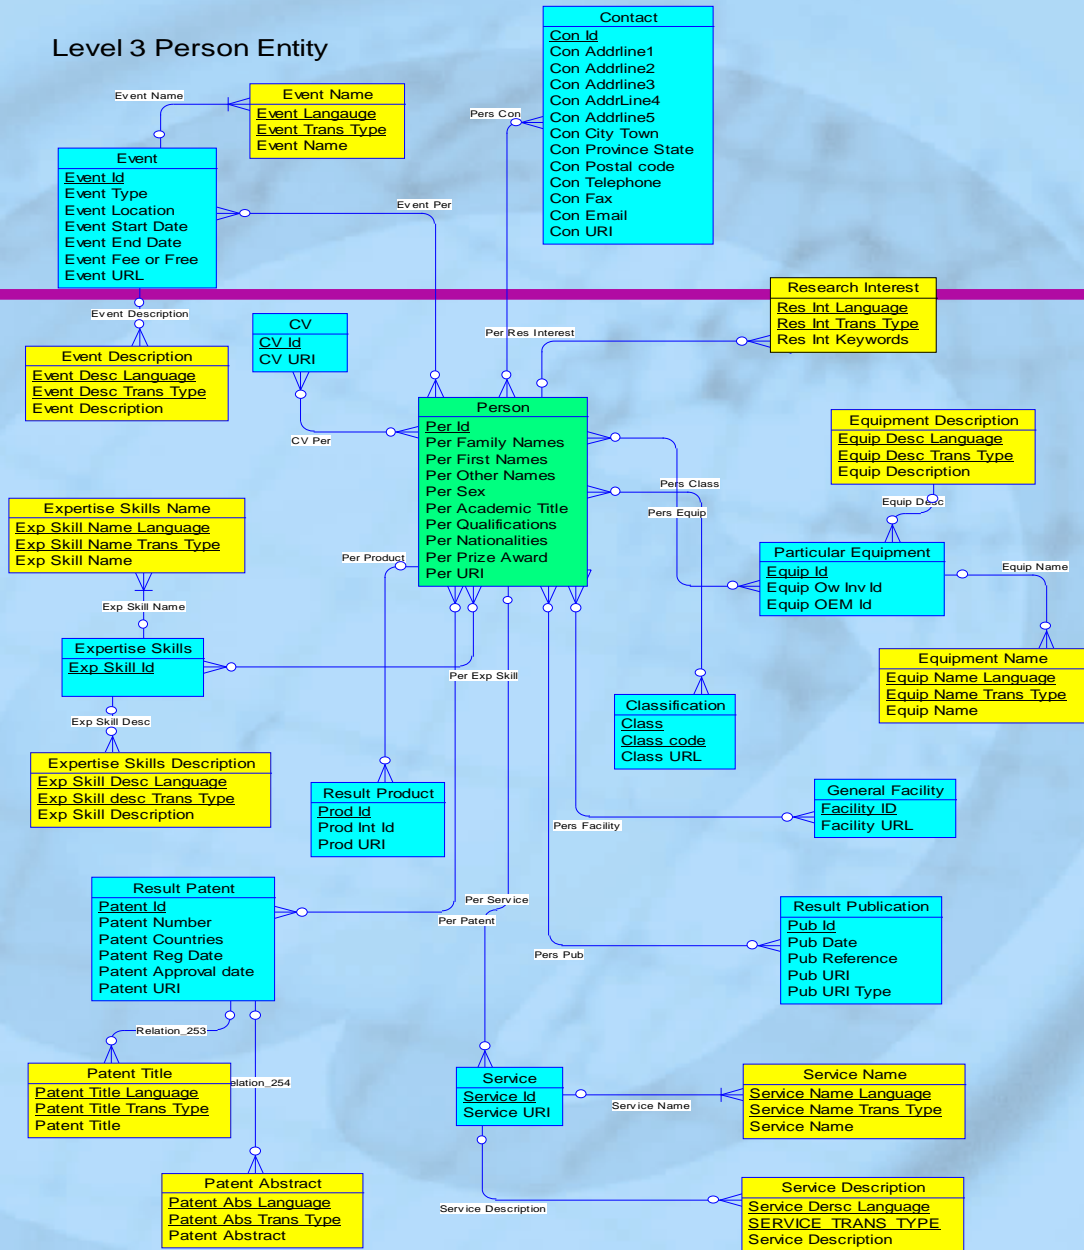 Level 3 Person Entity
Contact
Con Id
Con Addrline1
Con Addrline2
Con Addrline3
Con AddrLine4
Con Addrline5
Con City Town
Con Province State
Con Postal code
Con Telephone
Con Fax
Con Email
Con URI
Pers Con
Event Name
Event Name
Event Langauge
Event Trans Type
Event Name
Event
Event Id
Event Type
Event Location
Event Start Date
Event End Date
Event Fee or Free
Event URL
Event Per
Event Description
Event Description
Event Desc Language
Event Desc Trans Type
Event Description
CV
CV Id
CV URI
CV Per
Per Res Interest
Research Interest
Res Int Language
Res Int Trans Type
Res Int Keywords
Person
Per Id
Per Family Names
Per First Names
Per Other Names
Per Sex
Per Academic Title
Per Qualifications
Per Nationalities
Per Prize Award
Per URI
Equipment Description
Equip Desc Language
Equip Desc Trans Type
Equip Description
Pers Class
Pers Equip
Equip Desc
Particular Equipment
Equip Id
Equip Ow Inv Id
Equip OEM Id
Equip Name
Equipment Name
Equip Name Language
Equip Name Trans Type
Equip Name
Expertise Skills Name
Exp Skill Name Language
Exp Skill Name Trans Type
Exp Skill Name
Exp Skill Name
Per Product
Expertise Skills
Exp Skill Id
Per Exp Skill
Exp Skill Desc
Expertise Skills Description
Exp Skill Desc Language
Exp Skill desc Trans Type
Exp Skill Description
Classification
Class
Class code
Class URL
Result Product
Prod Id
Prod Int Id
Prod URI
General Facility
Facility ID
Facility URL
Pers Facility
Result Patent
Patent Id
Patent Number
Patent Countries
Patent Reg Date
Patent Approval date
Patent URI
Per Service
Per Patent
Pers Pub
Result Publication
Pub Id
Pub Date
Pub Reference
Pub URI
Pub URI Type
Relation_253
Patent Title
Patent Title Language
Patent Title Trans Type
Patent Title
elation_254
Patent Abstract
Patent Abs Language
Patent Abs Trans Type
Patent Abstract
Service
Service Id
Service URI
Service Name
Service Name
Service Name Language
Service Name Trans Type
Service Name
Service Description
Service Description
Service Dersc Language
SERVICE TRANS TYPE
Service Description